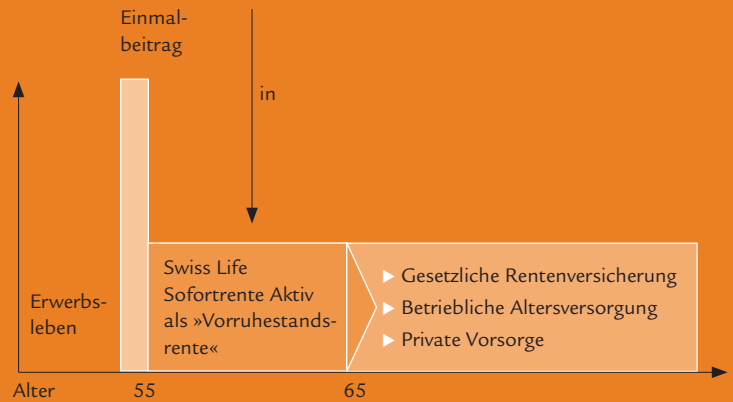 Einmal-
beitrag
in
Swiss Life
Sofortrente Aktiv
als »Vorruhestands-
rente«
▶ Gesetzliche Rentenversicherung
▶ Betriebliche Altersversorgung
▶ Private Vorsorge
Erwerbs-
leben
Alter 55 65